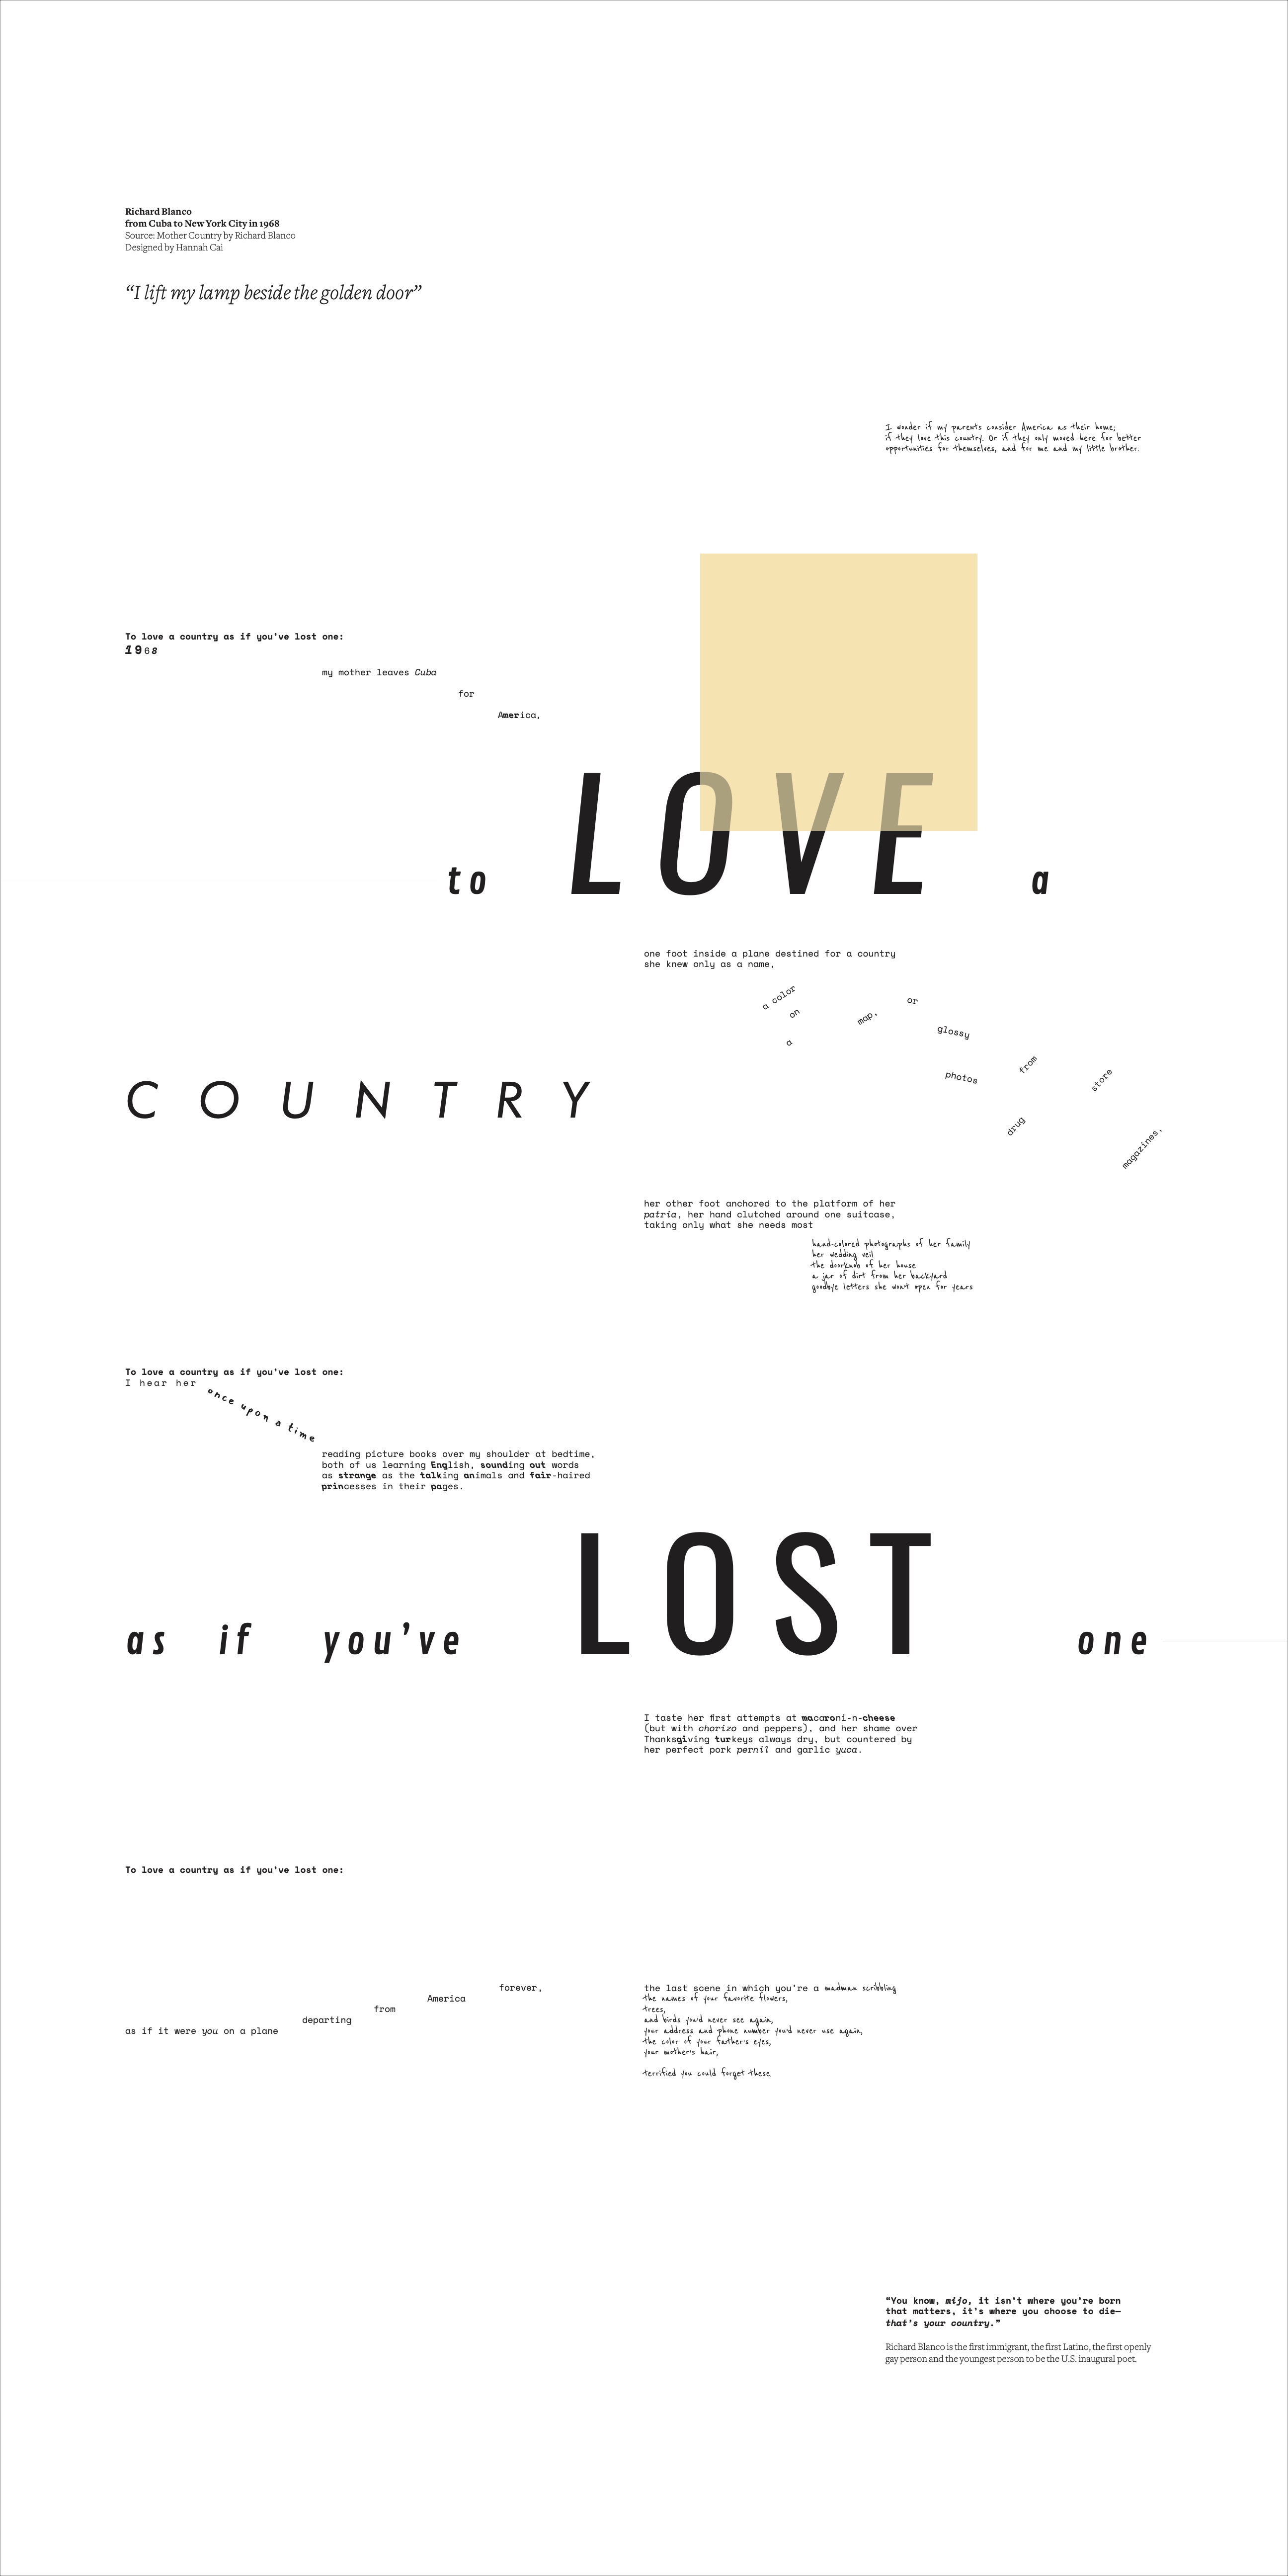 Richard Blanco
from Cuba to New York City in 1968
Source: Mother Country by Richard Blanco
Designed by Hannah Cai
“I lift my lamp beside the golden door”
I wonder if my parents consider America as their home;
if they love this country. Or if they only moved here for better
opportunities for themselves, and for me and my little brother.
To love a country as if you’ve lost one:
1968
my mother leaves Cuba
for
America,
to LOVE a
one foot inside a plane destined for a country
she knew only as a name,
a color
on
a
map,
or
glossy
photos
from
drug
store
magazines,
COUNTRY
her other foot anchored to the platform of her
patria, her hand clutched around one suitcase,
taking only what she needs most
hand-colored photographs of her family
her wedding veil
the doorknob of her house
a jar of dirt from her backyard
goodbye letters she won't open for years
To love a country as if you’ve lost one:
I hear her
once upon a time
reading picture books over my shoulder at bedtime,
both of us learning English, sounding out words
as strange as the talking animals and fair-haired
princesses in their pages.
as if you’ve LOST one
I taste her first attempts at macaroni-n-cheese
(but with chorizo and peppers), and her shame over
Thanksgiving turkeys always dry, but countered by
her perfect pork pernil and garlic yuca.
To love a country as if you’ve lost one:
as if it were you on a plane
departing
from
America
forever,
the last scene in which you’re a madman scribbling
the names of your favorite flowers,
trees,
and birds you'd never see again,
your address and phone number you'd never use again,
the color of your father's eyes,
your mother's hair,
terrified you could forget these
“You know, mijo, it isn’t where you’re born
that matters, it’s where you choose to die—
that’s your country.”
Richard Blanco is the first immigrant, the first Latino, the first openly
gay person and the youngest person to be the U.S. inaugural poet.